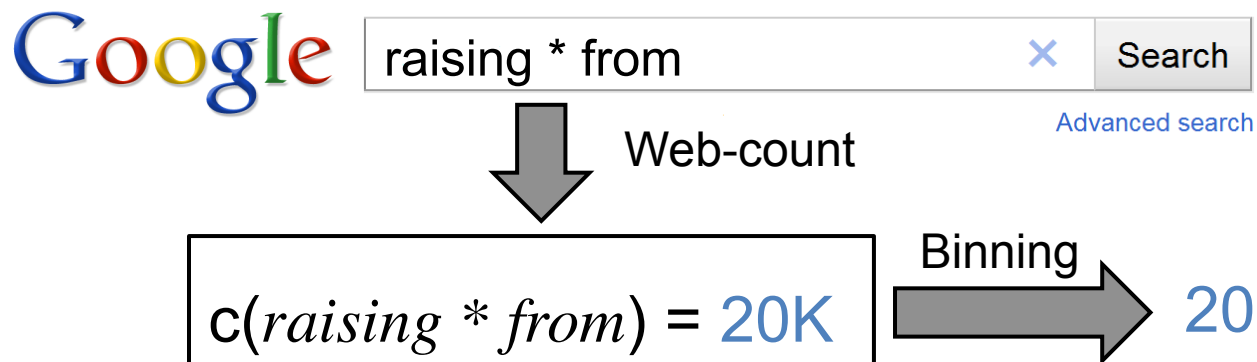 Google raising * from × Search
Advanced search
Web-count
Binning
c(raising * from) = 20K 20